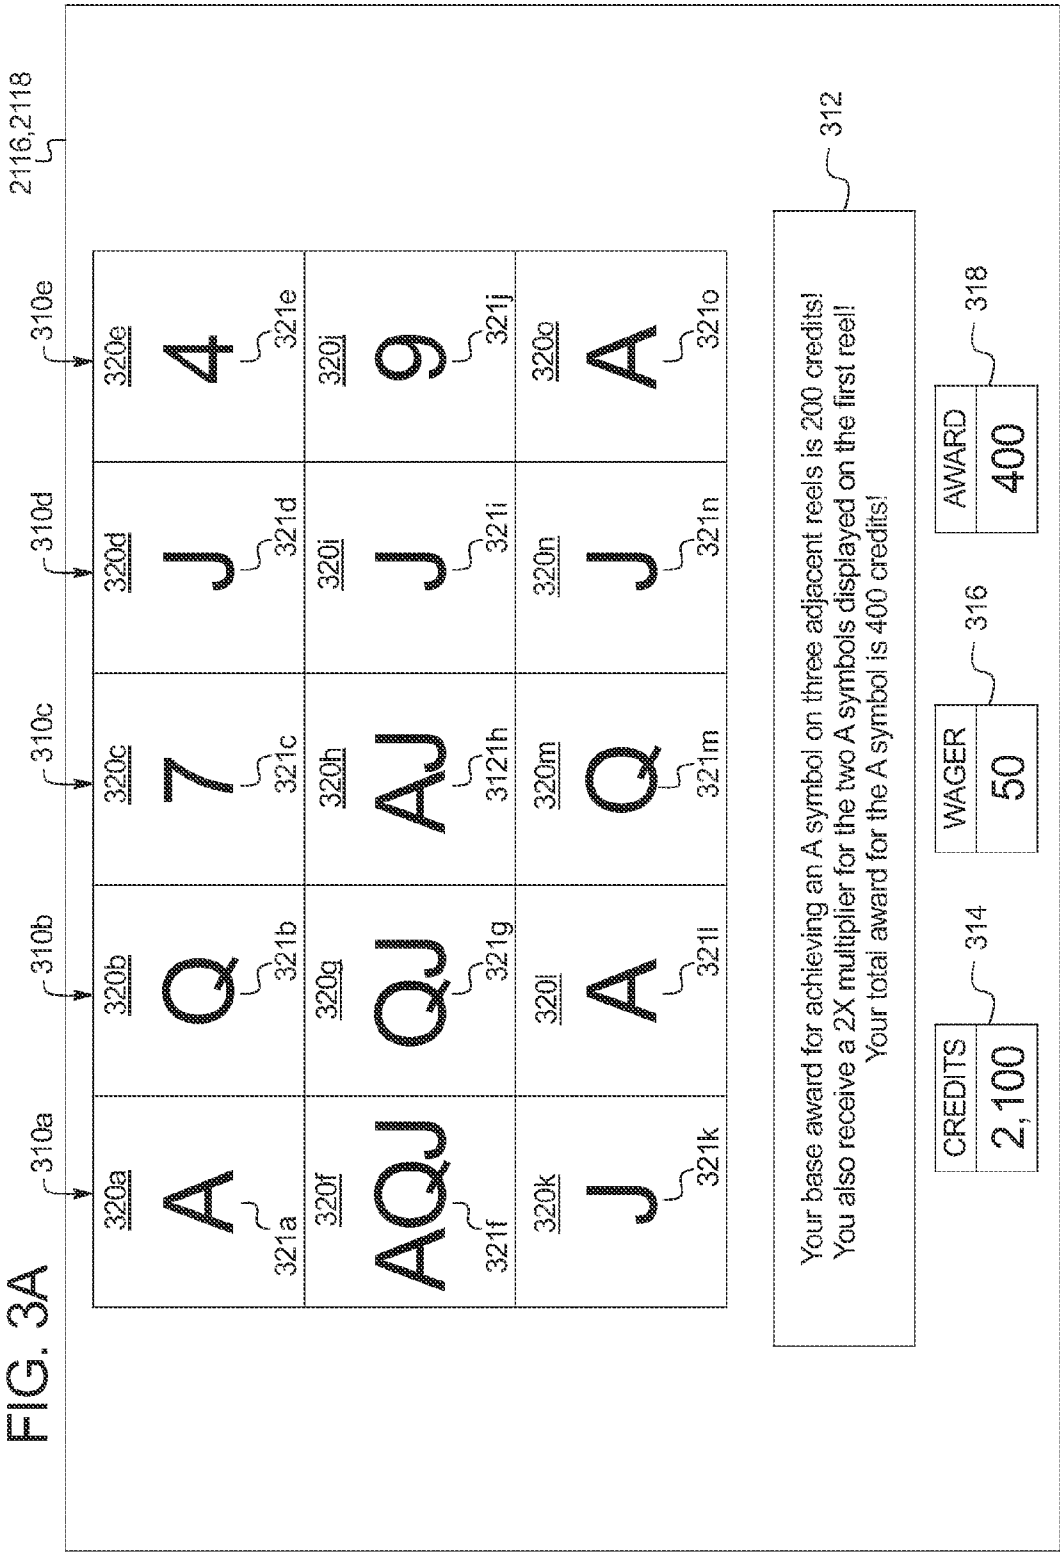 FIG. 3A
2116,2118
310a 310b 310c 310d 310e
320a 320b 320c 320d 320e
A Q 7 J 4
321a 321b 321c 321d 321e
320f 320g 320h 320i 320j
AQJ QJ AJ J 9
321f 321g 3121h 321i 321j
320k 320l 320m 320n 320o
J A Q J A
321k 321l 321m 321n 321o
312
Your base award for achieving an A symbol on three adjacent reels is 200 credits!
You also receive a 2X multiplier for the two A symbols displayed on the first reel!
Your total award for the A symbol is 400 credits!
314 316 318
CREDITS WAGER AWARD
2,100 50 400